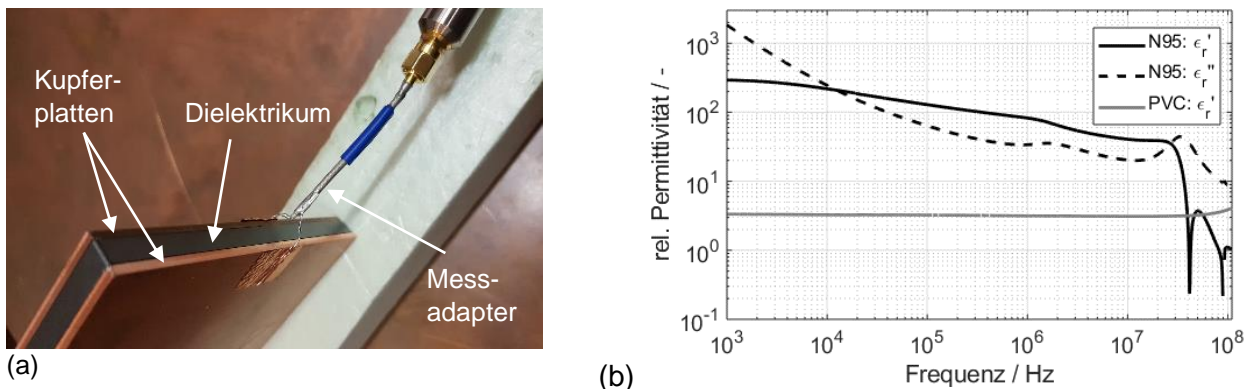 Kupfer-
platten
Dielektrikum
Mess-
adapter
(a)
rel. Permittivität / -
10^3
10^2
10^1
10^0
10^-1
N95: ϵ_r'
N95: ϵ_r''
PVC: ϵ_r'
10^3 10^4 10^5 10^6 10^7 10^8
Frequenz / Hz
(b)